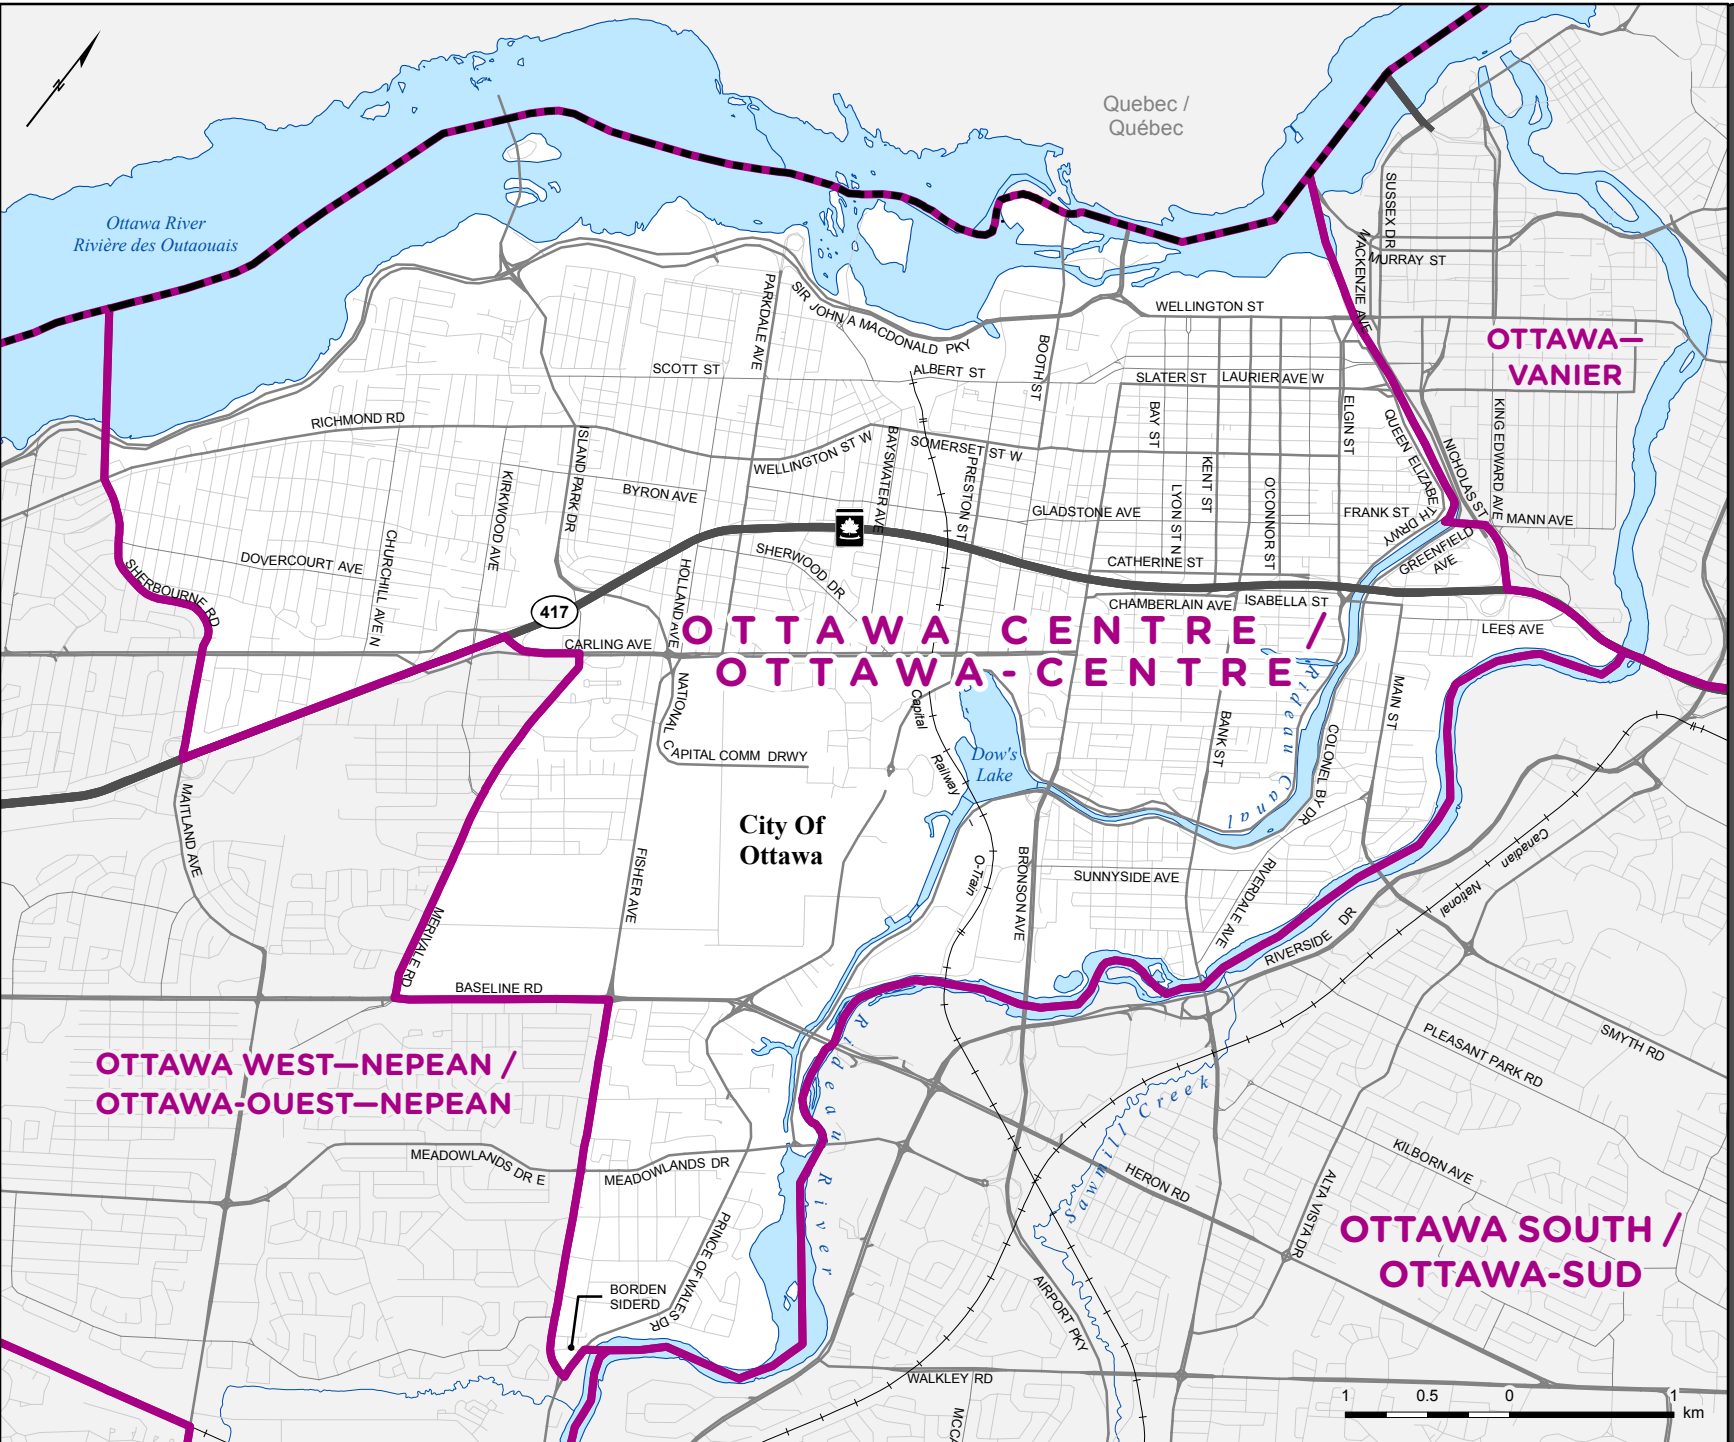 N
Quebec /
Québec
Ottawa River
Rivière des Outaouais
SUSSEX DR
MACKENZIE AVE
MURRAY ST
WELLINGTON ST
PARKDALE AVE
SIR JOHN A MACDONALD PKY
BOOTH ST
OTTAWA—
VANIER
SCOTT ST
ALBERT ST
SLATER ST
LAURIER AVE W
RICHMOND RD
ISLAND PARK DR
WELLINGTON ST W
BAYSWATER AVE
SOMERSET ST W
PRESTON ST
BAY ST
ELGIN ST
QUEEN ELIZABETH DRWY
NICHOLAS ST
KING EDWARD AVE
KIRKWOOD AVE
BYRON AVE
KENT ST
LYON ST N
O'CONNOR ST
GLADSTONE AVE
FRANK ST
MANN AVE
GREENFIELD
AVE
CHURCHILL AVE N
DOVERCOURT AVE
SHERBOURNE RD
HOLLAND AVE
SHERWOOD DR
CATHERINE ST
417
CHAMBERLAIN AVE
ISABELLA ST
LEES AVE
CARLING AVE
OTTAWA CENTRE /
OTTAWA-CENTRE
NATIONAL CAPITAL COMM DRWY
Capital Railway
Dow's
Lake
Rideau Canal
BANK ST
COLONEL BY DR
MAIN ST
MAITLAND AVE
City Of
Ottawa
FISHER AVE
O-Train
BRONSON AVE
SUNNYSIDE AVE
RIVERDALE AVE
RIVERSIDE DR
Canadian National
MERIVALE RD
BASELINE RD
OTTAWA WEST—NEPEAN /
OTTAWA-OUEST—NEPEAN
Rideau River
Sawmill Creek
SMYTH RD
PLEASANT PARK RD
KILBORN AVE
MEADOWLANDS DR E
MEADOWLANDS DR
HERON RD
ALTA VISTA DR
PRINCE OF WALES DR
OTTAWA SOUTH /
OTTAWA-SUD
BORDEN
SIDERD
AIRPORT PKY
WALKLEY RD
1 0.5 0 1
km